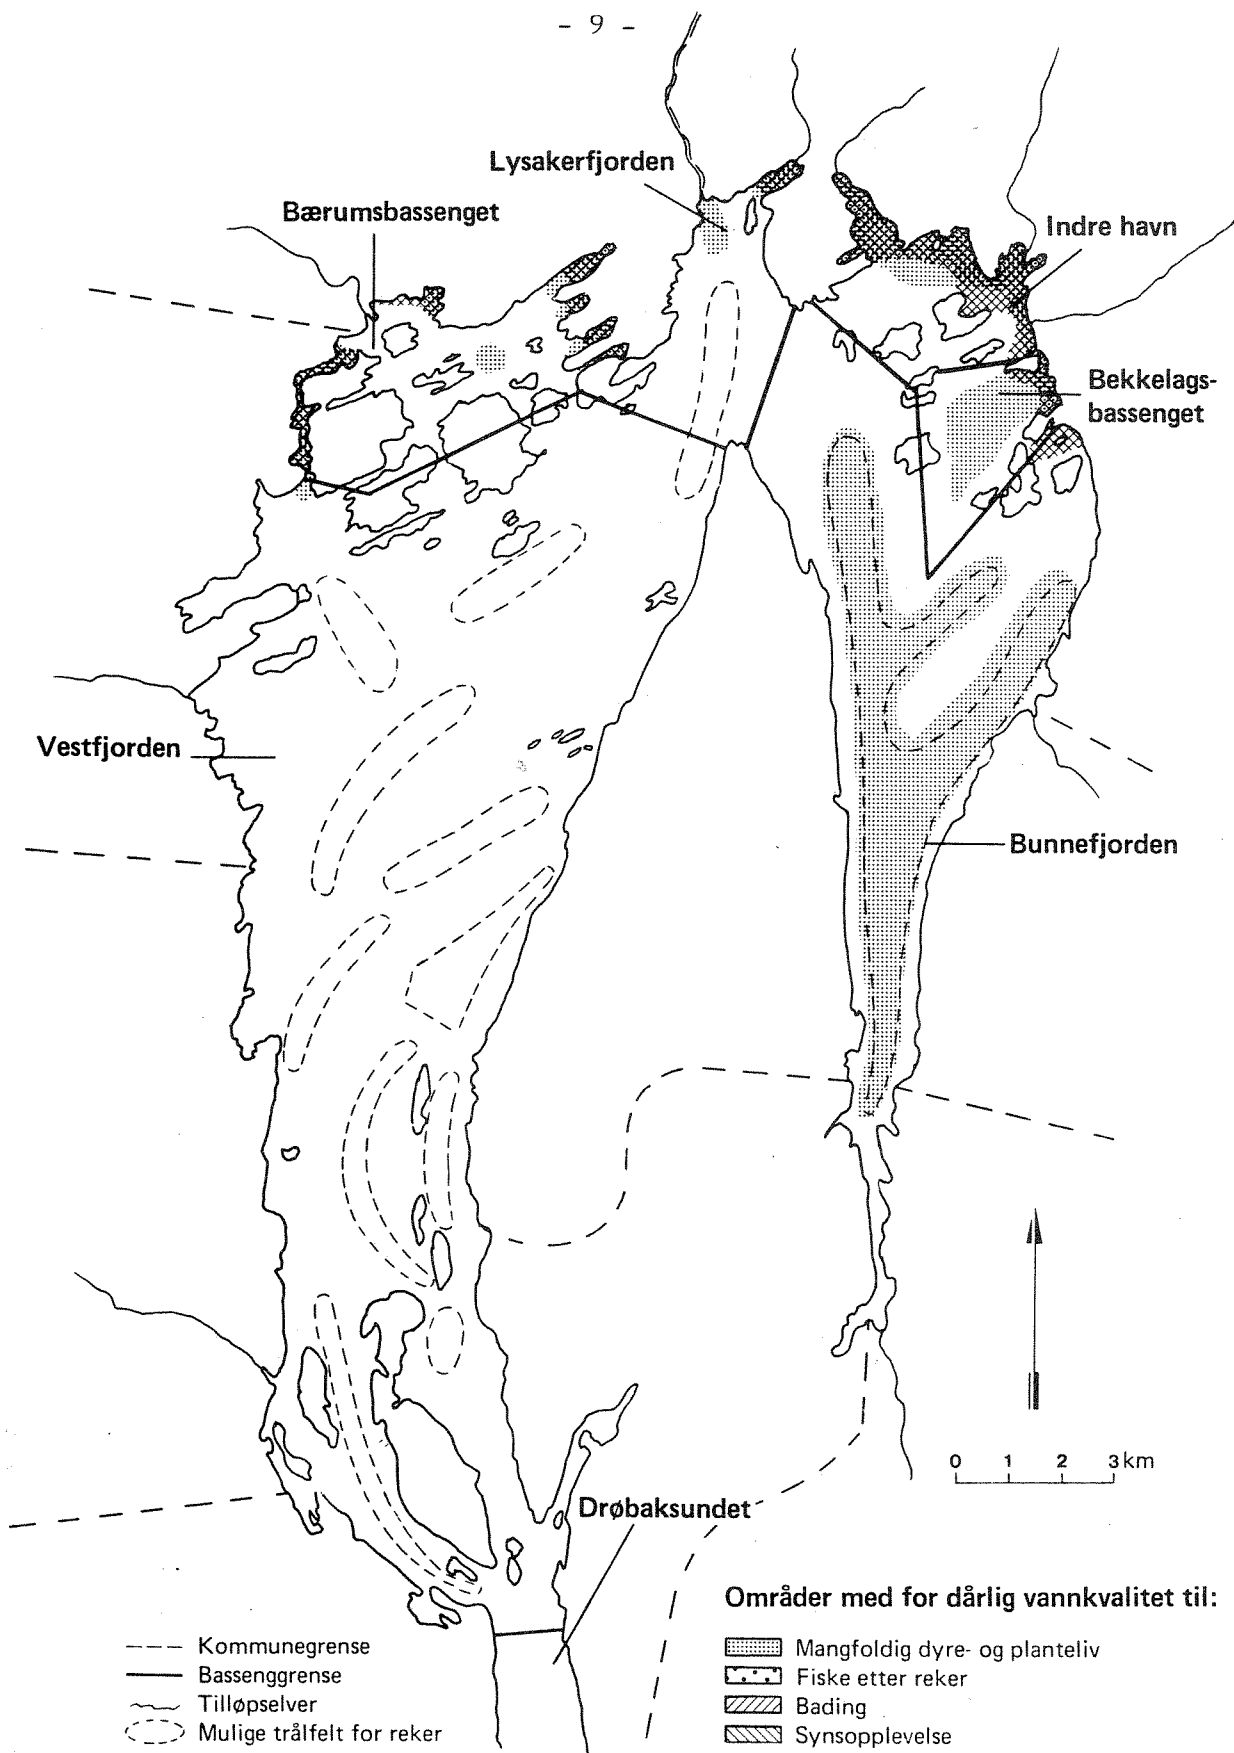 - 9 -
Lysakerfjorden
Bærumsbassenget
Indre havn
Bekkelags-
bassenget
Vestfjorden
Bunnefjorden
0 1 2 3 km
Drøbaksundet
Områder med for dårlig vannkvalitet til:
Kommunegrense
Bassenggrense
Tilløpselver
Mulige trålfelt for reker
Mangfoldig dyre- og planteliv
Fiske etter reker
Bading
Synsopplevelse